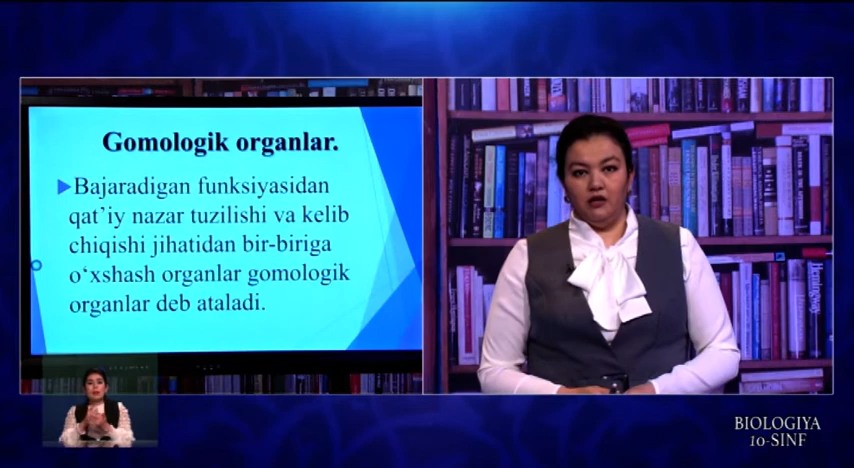 Gomologik organlar.
Bajaradigan funksiyasidan
qat’iy nazar tuzilishi va kelib
chiqishi jihatidan bir-biriga
o‘xshash organlar gomologik
organlar deb ataladi.
Hemingway
BIOLOGIYA
10-SINF